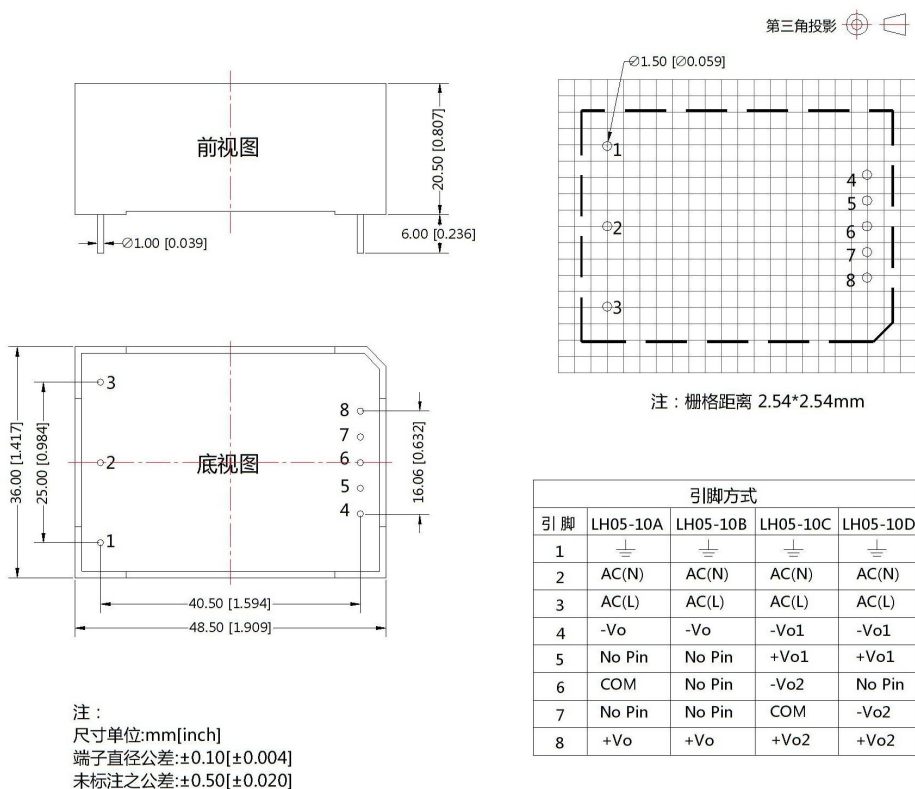 第三角投影
⌀1.50 [⌀0.059]
前视图
20.50 [0.807]
6.00 [0.236]
⌀1.00 [0.039]
1
2
3
4
5
6
7
8
注：栅格距离 2.54*2.54mm
36.00 [1.417]
25.00 [0.984]
3
2
1
底视图
8
7
6
5
4
16.06 [0.632]
40.50 [1.594]
48.50 [1.909]
引脚方式
引 脚 LH05-10A LH05-10B LH05-10C LH05-10D
1
2 AC(N) AC(N) AC(N) AC(N)
3 AC(L) AC(L) AC(L) AC(L)
4 -Vo -Vo -Vo1 -Vo1
5 No Pin No Pin +Vo1 +Vo1
6 COM No Pin -Vo2 No Pin
7 No Pin No Pin COM -Vo2
8 +Vo +Vo +Vo2 +Vo2
注：
尺寸单位:mm[inch]
端子直径公差:±0.10[±0.004]
未标注之公差:±0.50[±0.020]